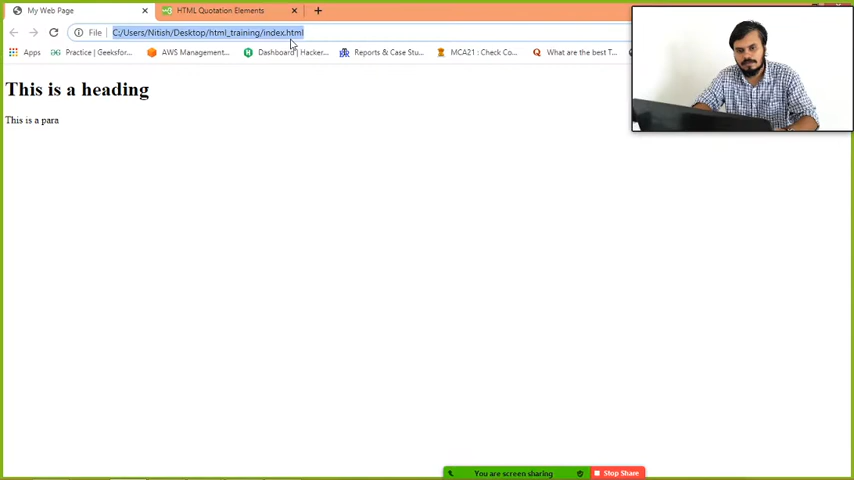 My Web Page
HTML Quotation Elements
File
C:/Users/Nitish/Desktop/html_training/index.html
Apps
Practice | Geeksfor...
AWS Management...
Dashboard | Hacker...
Reports & Case Stu...
MCA21 : Check Co...
What are the best T...
This is a heading
This is a para
You are screen sharing
Stop Share